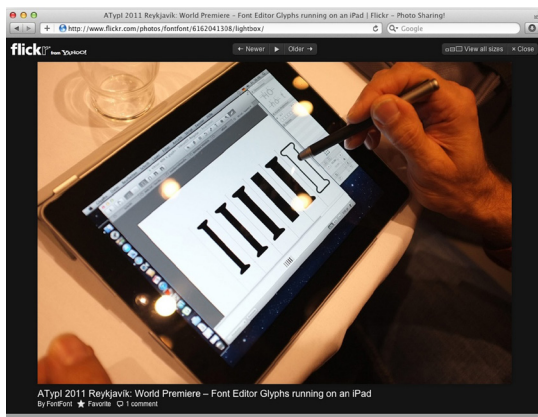 ATypI 2011 Reykjavík: World Premiere – Font Editor Glyphs running on an iPad | Flickr – Photo Sharing!
http://www.flickr.com/photos/fontfont/6162041308/lightbox/
Google
flickr from YAHOO!
← Newer ▶ Older →
View all sizes × Close
IIIIII
ATypI 2011 Reykjavík: World Premiere – Font Editor Glyphs running on an iPad
By FontFont ★ Favorite 1 comment